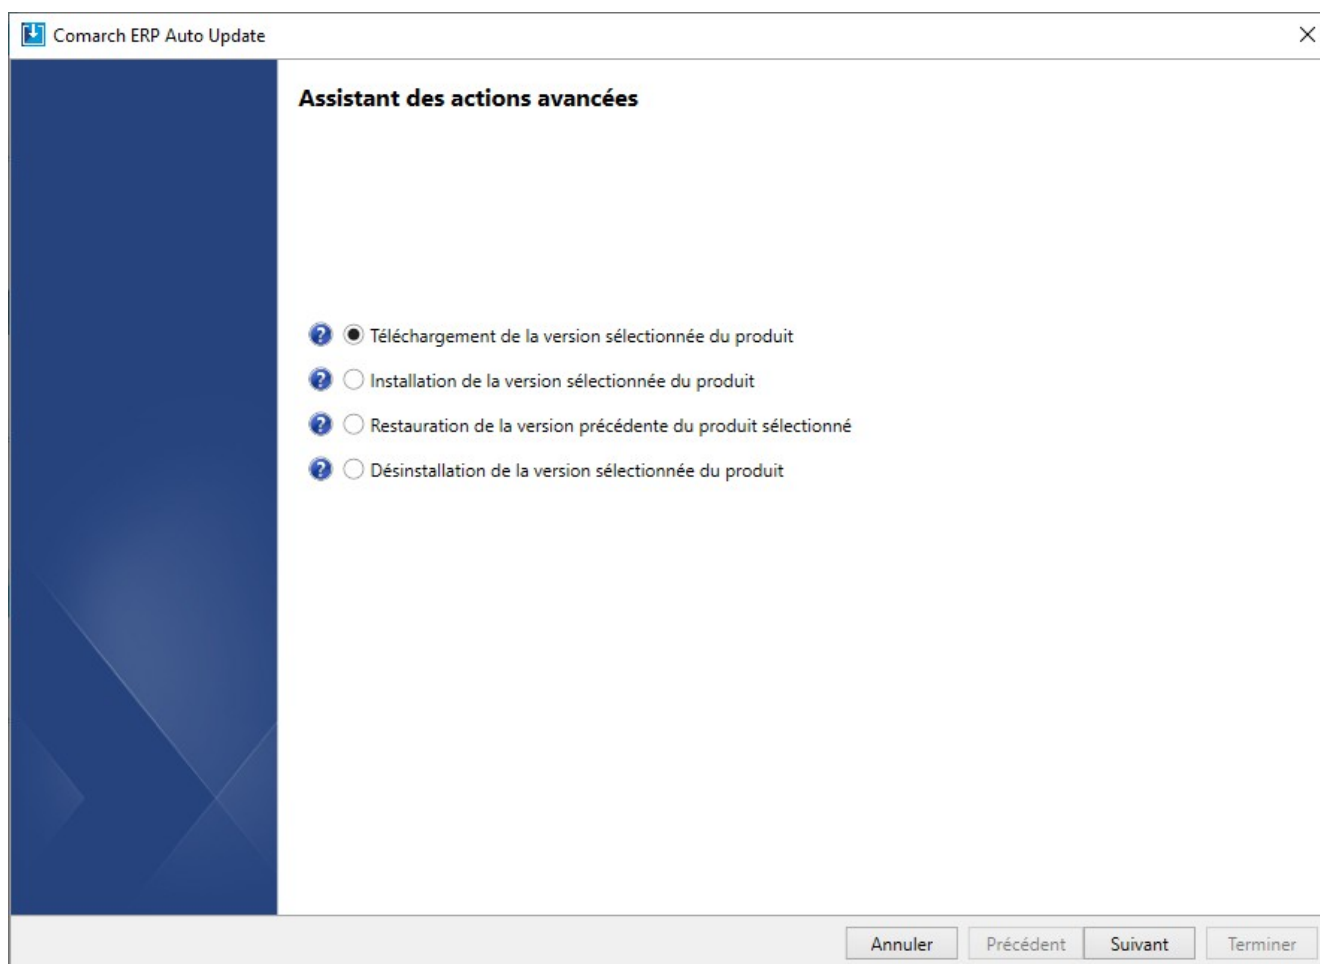 Comarch ERP Auto Update
Assistant des actions avancées
Téléchargement de la version sélectionnée du produit
Installation de la version sélectionnée du produit
Restauration de la version précédente du produit sélectionné
Désinstallation de la version sélectionnée du produit
Annuler Précédent Suivant Terminer